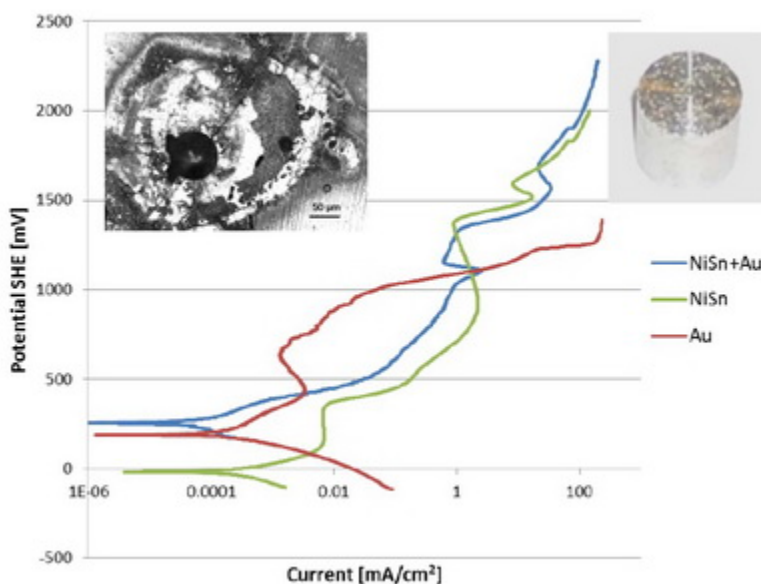 2500
2000
1500
1000
500
0
-500
1E-06
0.0001
0.01
1
100
Potential SHE [mV]
Current [mA/cm²]
50 µm
NiSn+Au
NiSn
Au